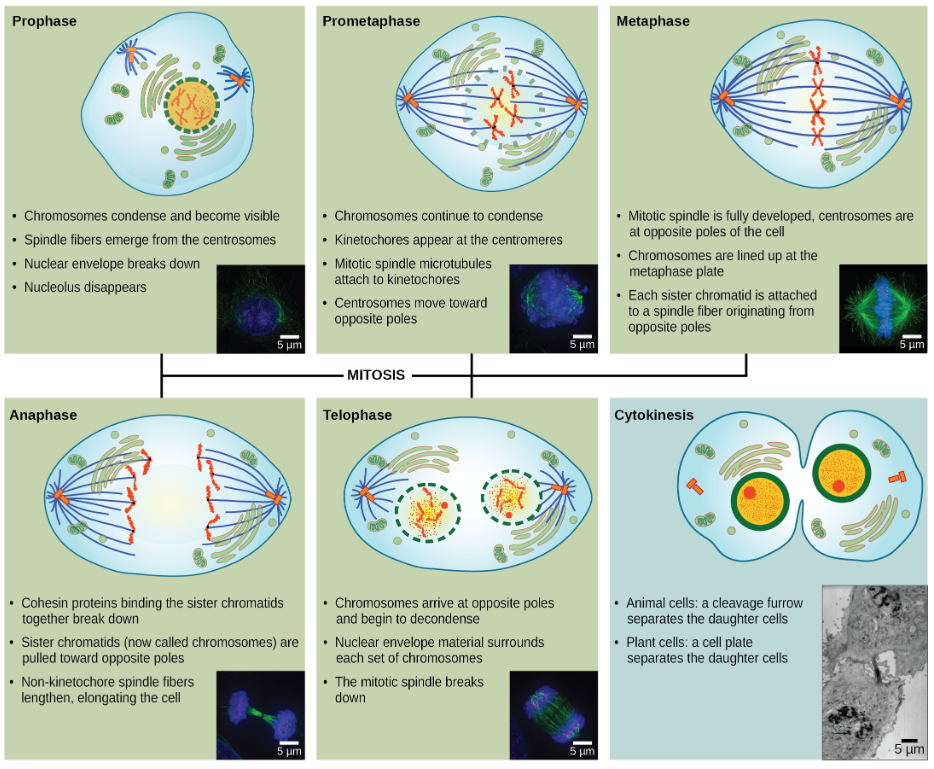 Prophase
• Chromosomes condense and become visible
• Spindle fibers emerge from the centrosomes
• Nuclear envelope breaks down
• Nucleolus disappears
5 µm
Prometaphase
• Chromosomes continue to condense
• Kinetochores appear at the centromeres
• Mitotic spindle microtubules
attach to kinetochores
• Centrosomes move toward
opposite poles
5 µm
Metaphase
• Mitotic spindle is fully developed, centrosomes are
at opposite poles of the cell
• Chromosomes are lined up at the
metaphase plate
• Each sister chromatid is attached
to a spindle fiber originating from
opposite poles
5 µm
MITOSIS
Anaphase
• Cohesin proteins binding the sister chromatids
together break down
• Sister chromatids (now called chromosomes) are
pulled toward opposite poles
• Non-kinetochore spindle fibers
lengthen, elongating the cell
5 µm
Telophase
• Chromosomes arrive at opposite poles
and begin to decondense
• Nuclear envelope material surrounds
each set of chromosomes
• The mitotic spindle breaks
down
5 µm
Cytokinesis
• Animal cells: a cleavage furrow
separates the daughter cells
• Plant cells: a cell plate
separates the daughter cells
5 µm